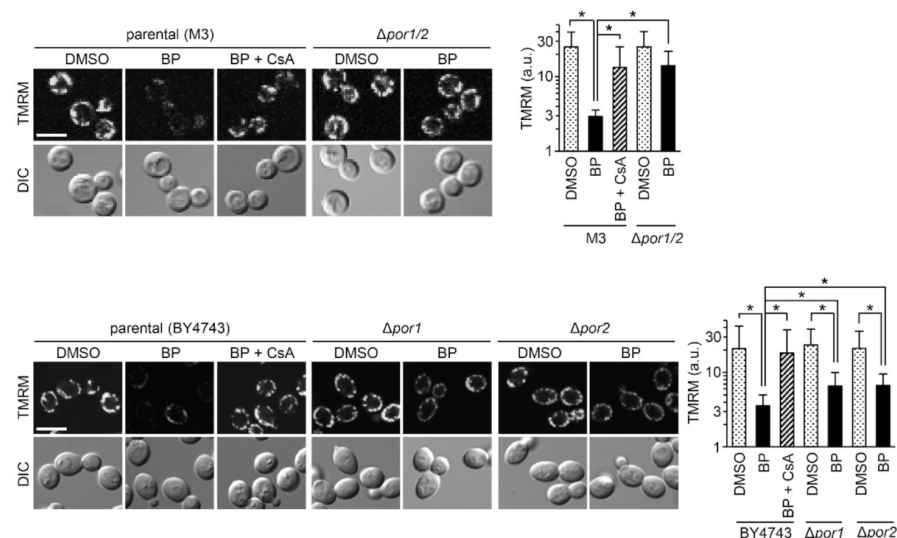 parental (M3) Δpor1/2
DMSO BP BP + CsA DMSO BP
TMRM
DIC
TMRM (a.u.)
* * *
30
10
3
1
DMSO BP BP + CsA DMSO BP
M3 Δpor1/2
parental (BY4743) Δpor1 Δpor2
DMSO BP BP + CsA DMSO BP DMSO BP
TMRM
DIC
TMRM (a.u.)
*
*
* * * *
30
10
3
1
DMSO BP BP + CsA DMSO BP DMSO BP
BY4743 Δpor1 Δpor2